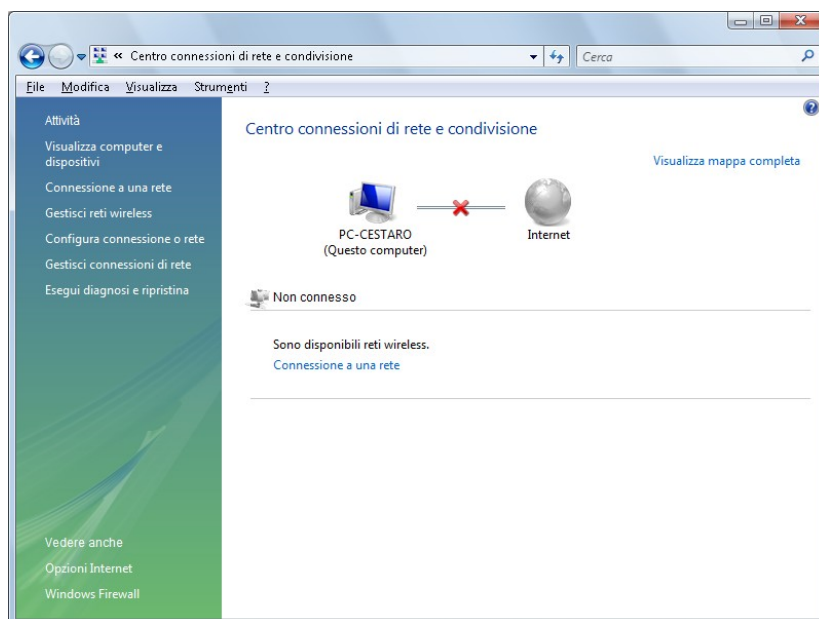 « Centro connessioni di rete e condivisione
Cerca
File Modifica Visualizza Strumenti ?
Attività
Visualizza computer e
dispositivi
Connessione a una rete
Gestisci reti wireless
Configura connessione o rete
Gestisci connessioni di rete
Esegui diagnosi e ripristina
Centro connessioni di rete e condivisione
Visualizza mappa completa
PC-CESTARO
(Questo computer)
Internet
Non connesso
Sono disponibili reti wireless.
Connessione a una rete
Vedere anche
Opzioni Internet
Windows Firewall